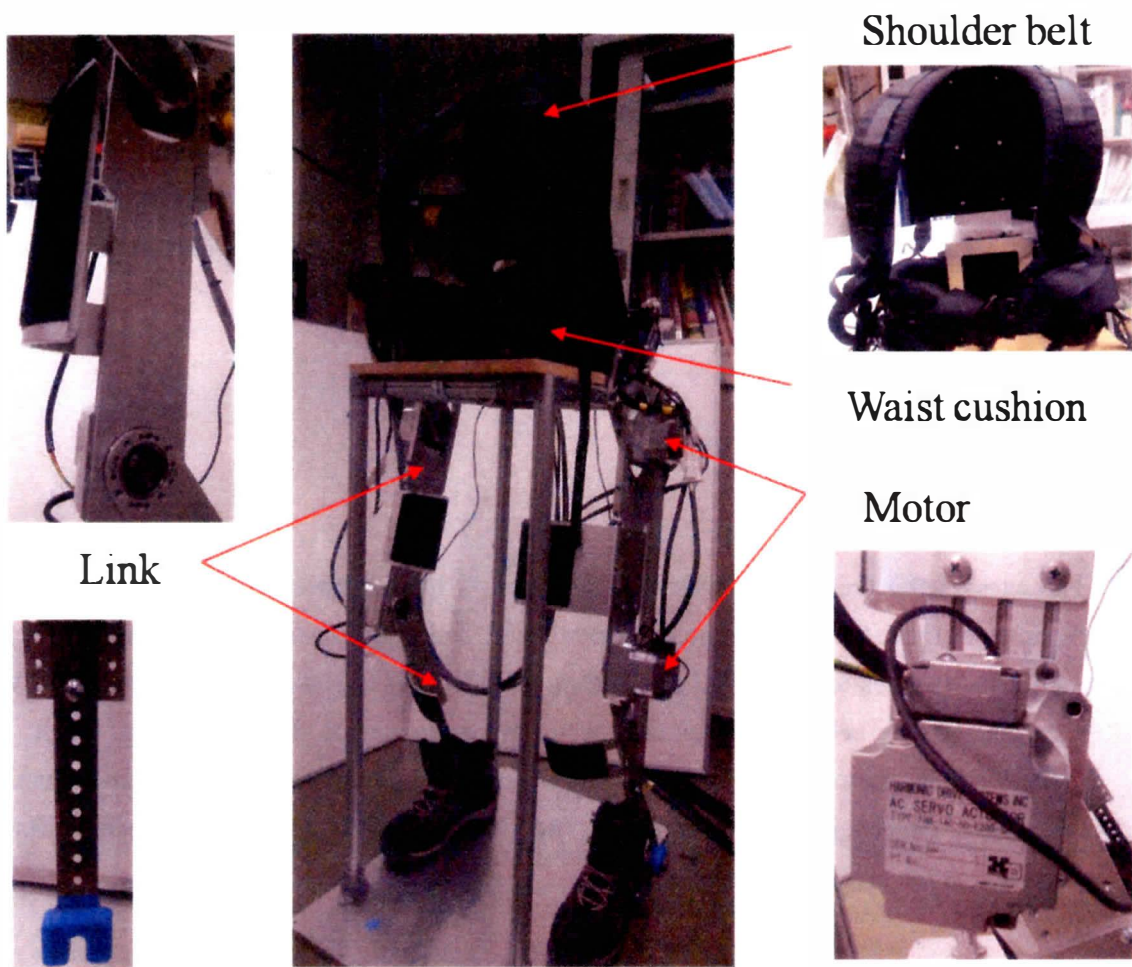 Shoulder belt
Waist cushion
Motor
Link
HARMONIC DRIVE SYSTEMS INC
AC SERVO ACTUATOR